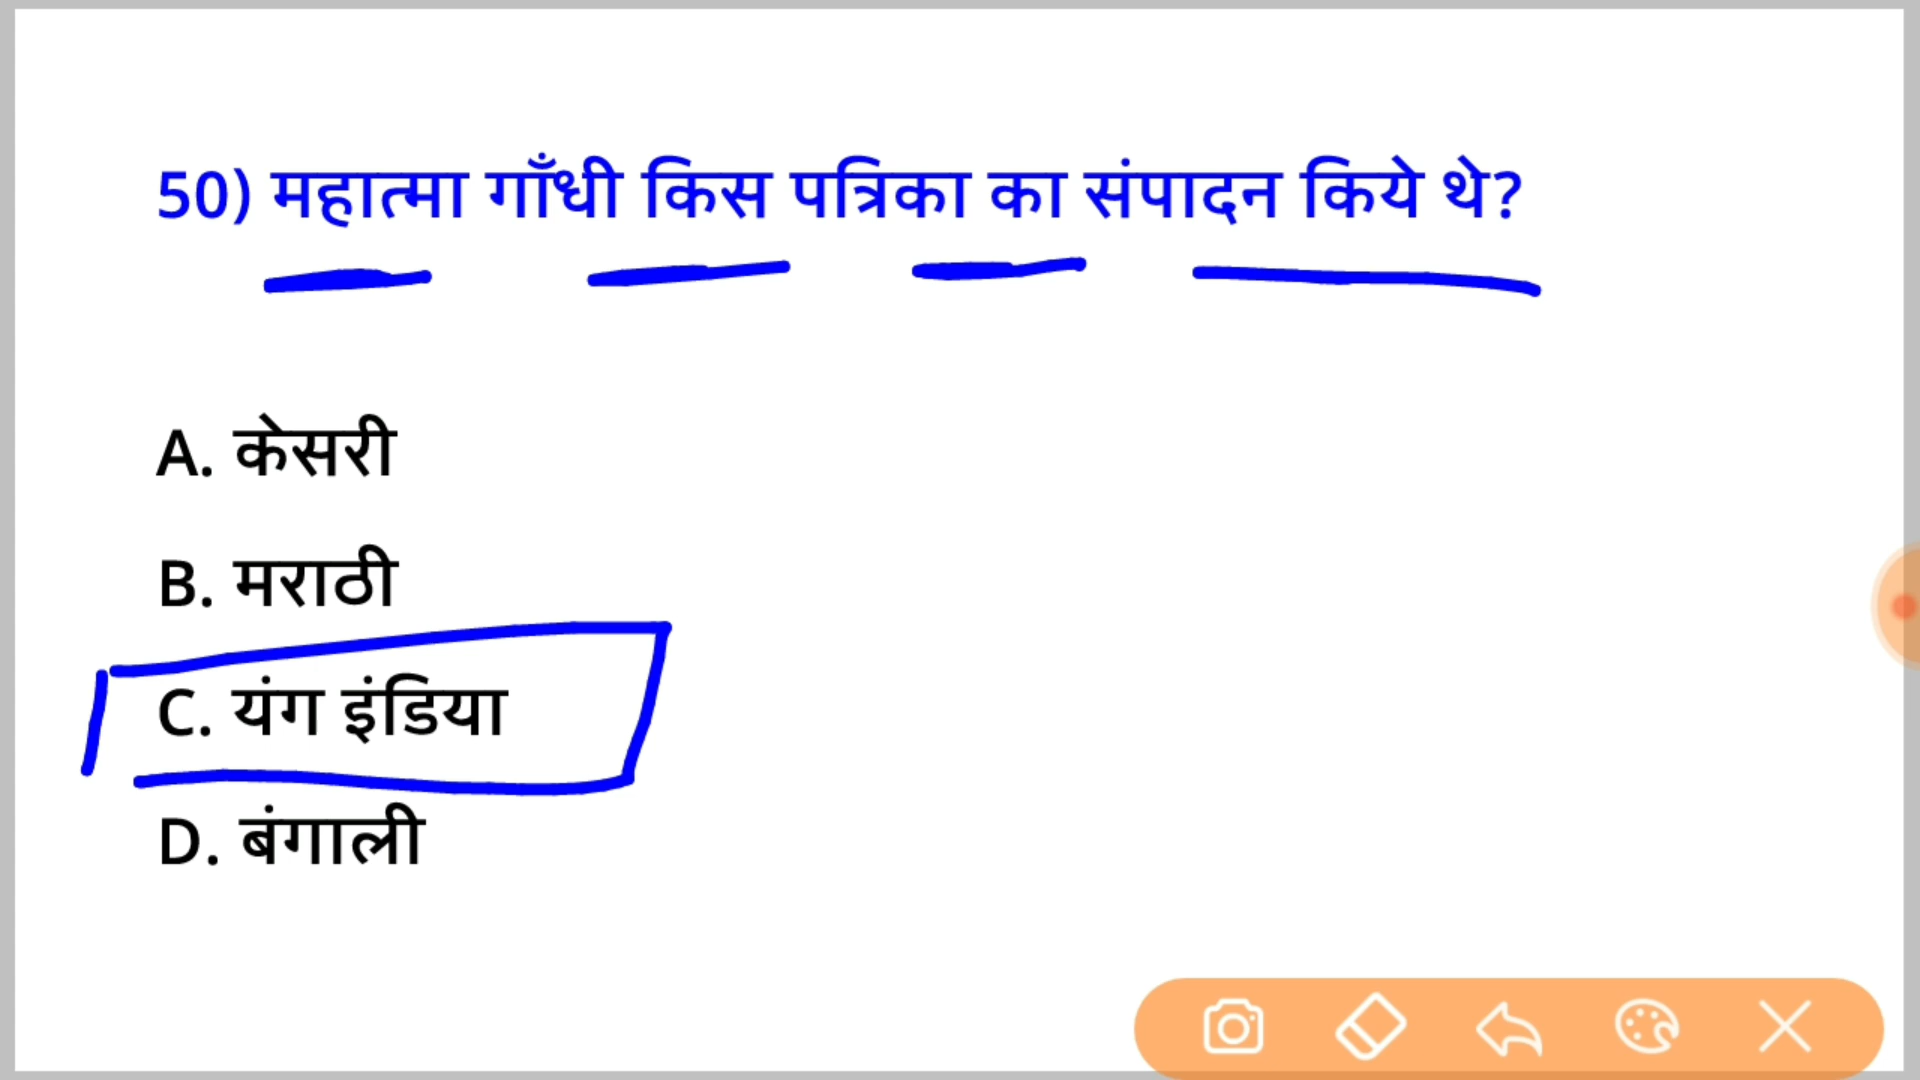 50) महात्मा गाँधी किस पत्रिका का संपादन किये थे?
A. केसरी
B. मराठी
C. यंग इंडिया
D. बंगाली